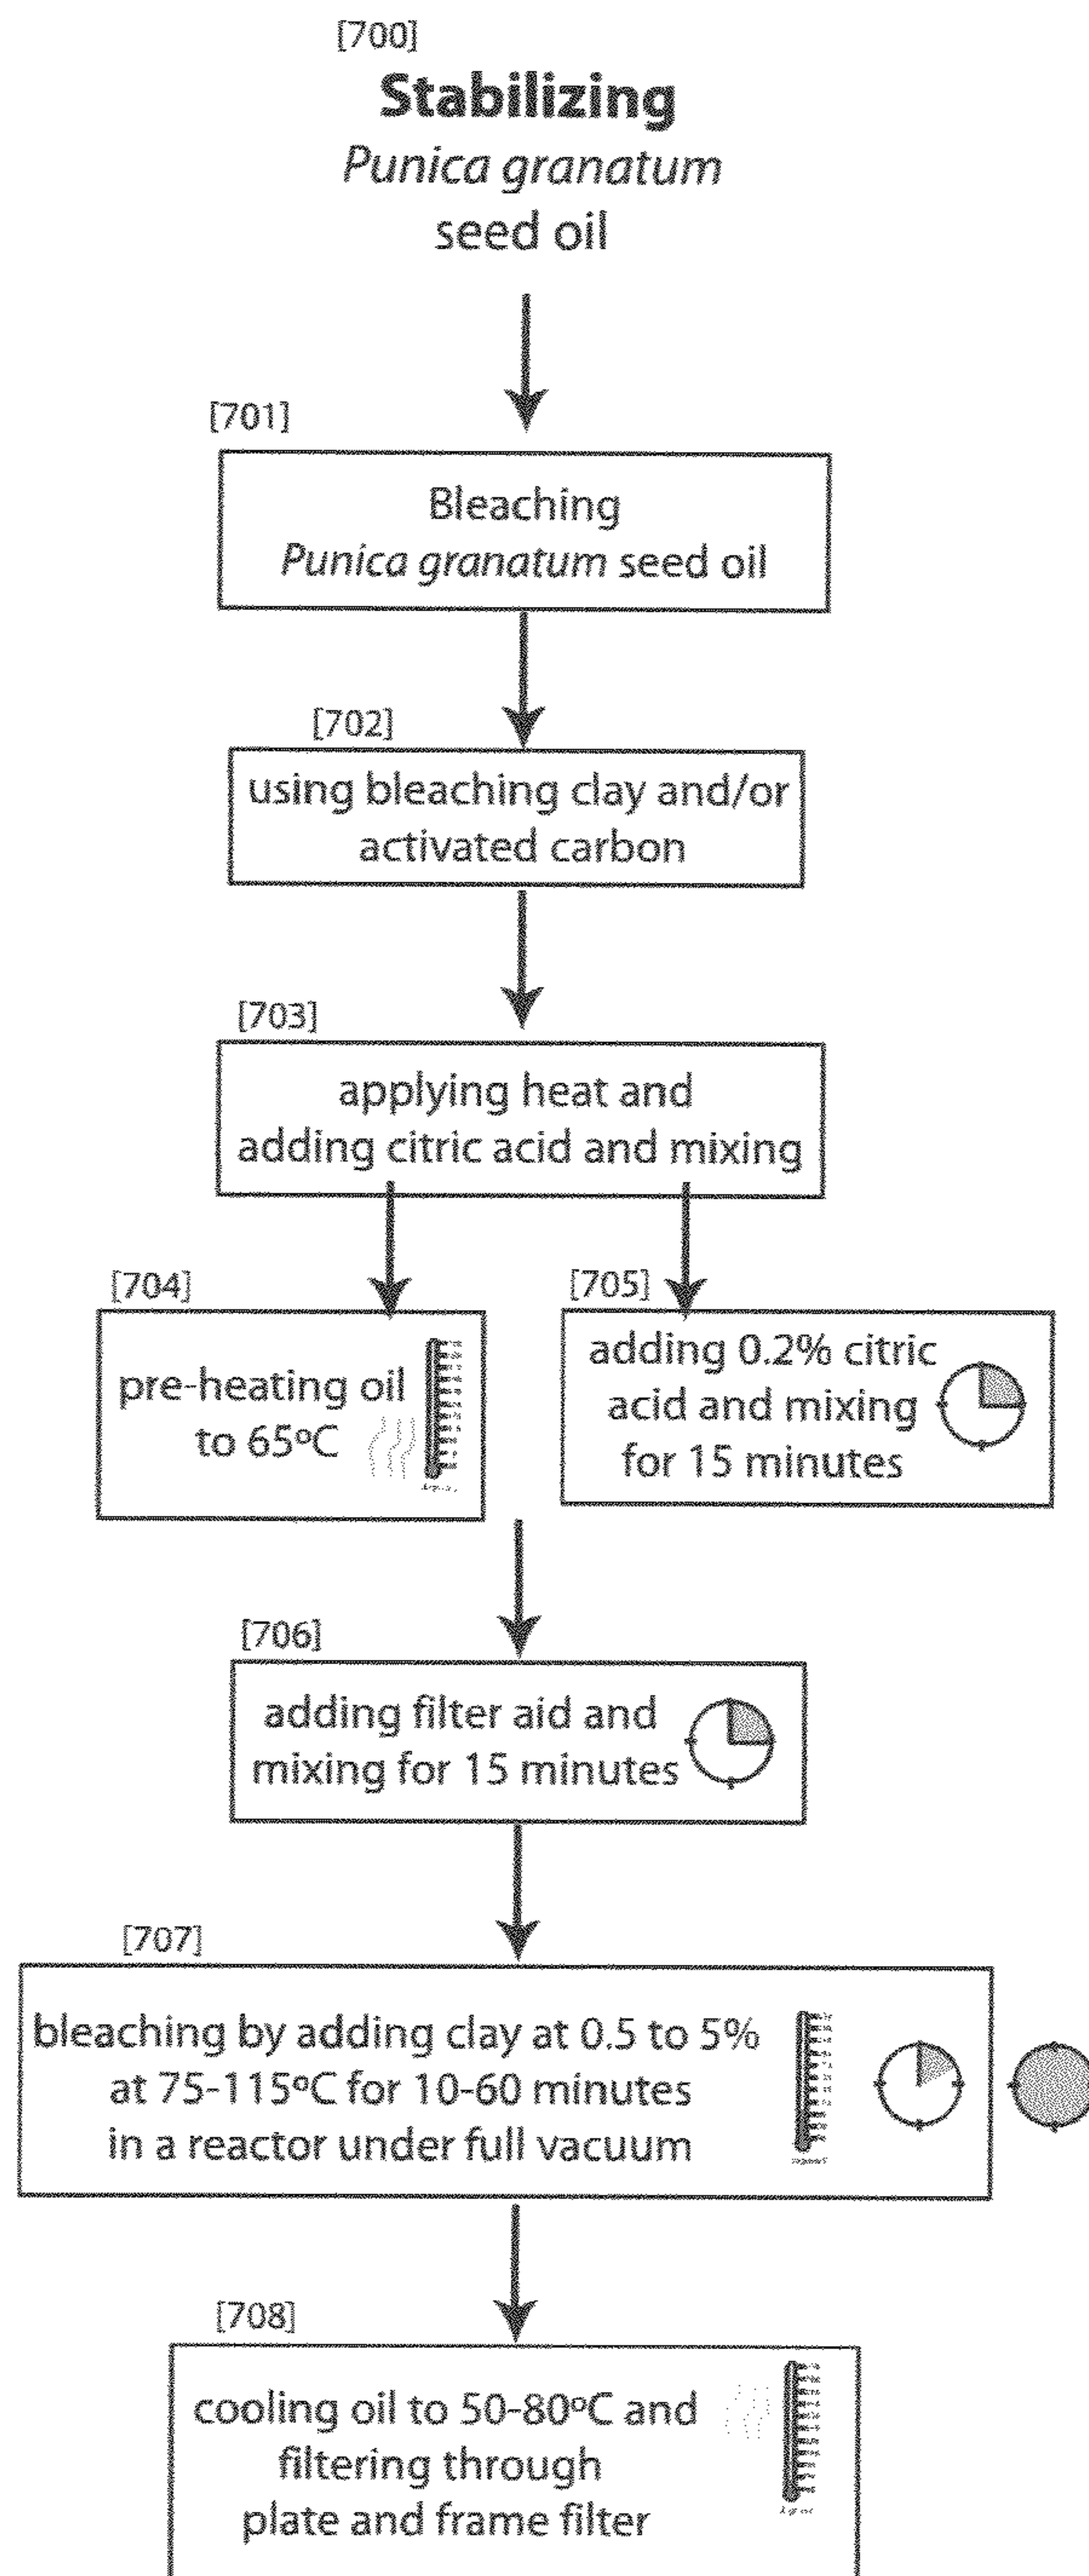 [700]
Stabilizing
Punica granatum
seed oil
[701]
Bleaching
Punica granatum seed oil
[702]
using bleaching clay and/or
activated carbon
[703]
applying heat and
adding citric acid and mixing
[704]
pre-heating oil
to 65ºC
[705]
adding 0.2% citric
acid and mixing
for 15 minutes
[706]
adding filter aid and
mixing for 15 minutes
[707]
bleaching by adding clay at 0.5 to 5%
at 75-115ºC for 10-60 minutes
in a reactor under full vacuum
[708]
cooling oil to 50-80ºC and
filtering through
plate and frame filter